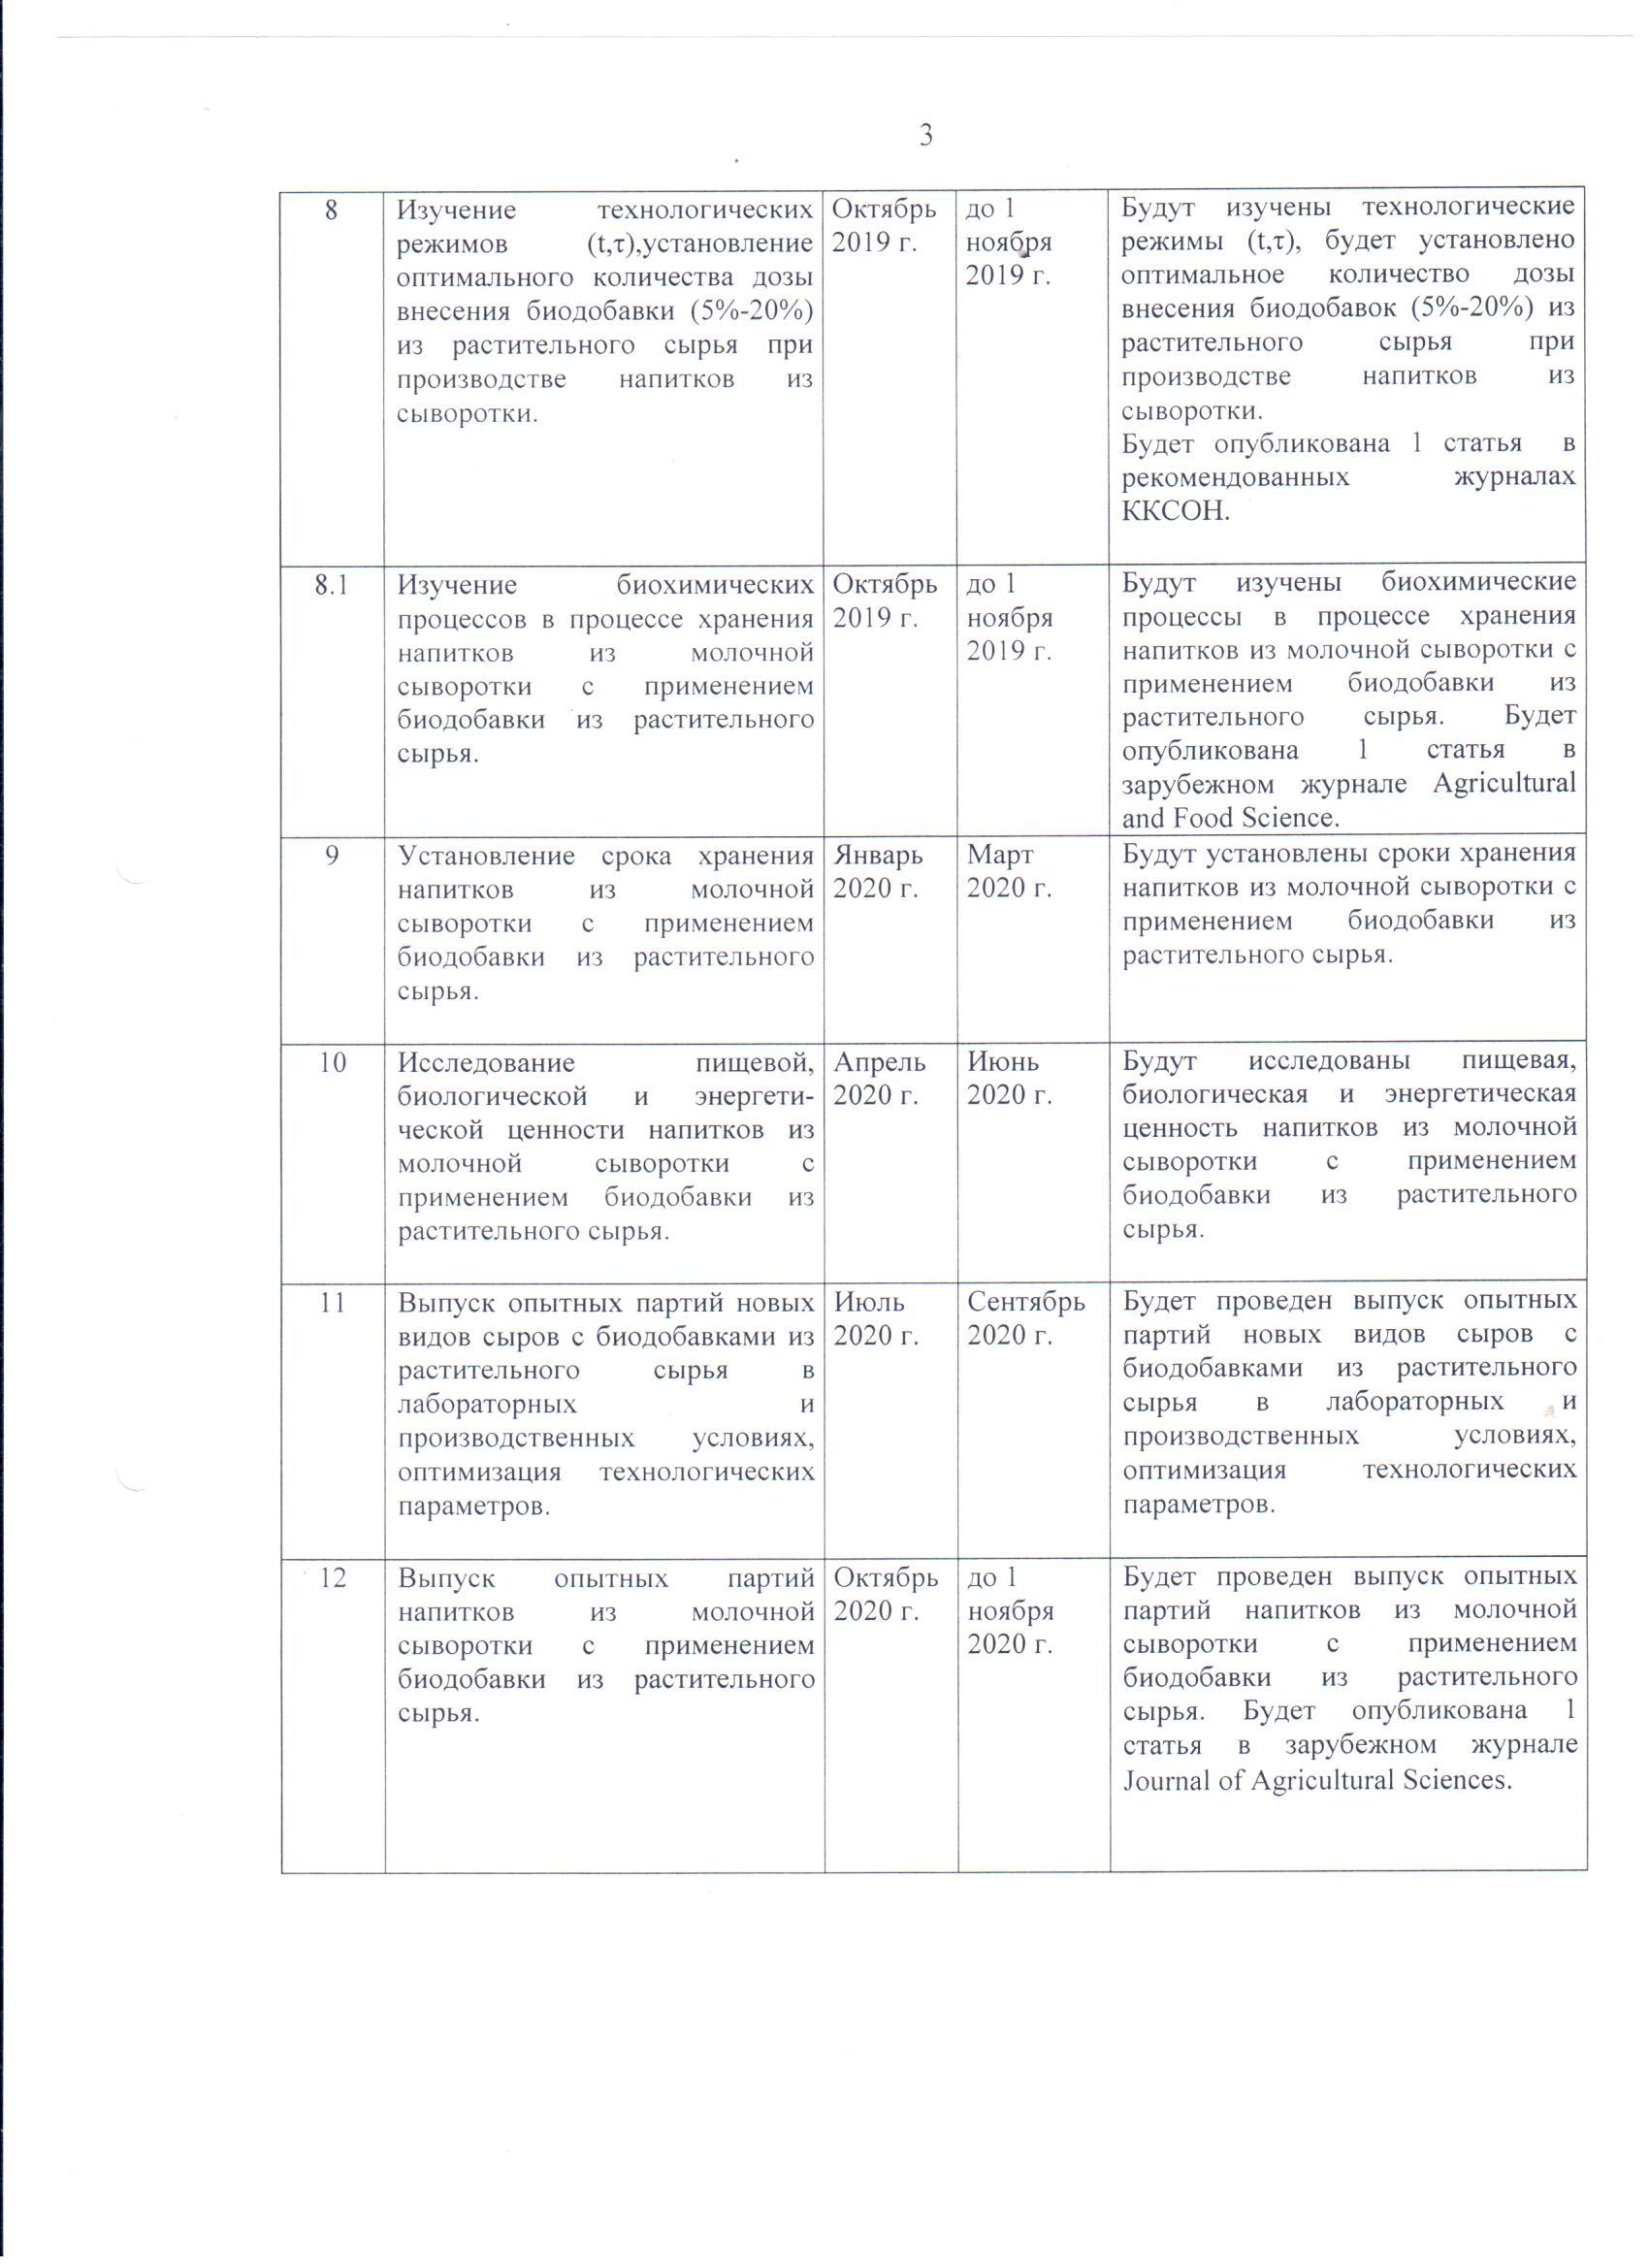 3
8
Изучение технологических
режимов (t,τ),установление
оптимального количества дозы
внесения биодобавки (5%-20%)
из растительного сырья при
производстве напитков из
сыворотки.
Октябрь
2019 г.
до 1
ноября
2019 г.
Будут изучены технологические
режимы (t,τ), будет установлено
оптимальное количество дозы
внесения биодобавок (5%-20%) из
растительного сырья при
производстве напитков из
сыворотки.
Будет опубликована 1 статья в
рекомендованных журналах
ККСОН.
8.1
Изучение биохимических
процессов в процессе хранения
напитков из молочной
сыворотки с применением
биодобавки из растительного
сырья.
Октябрь
2019 г.
до 1
ноября
2019 г.
Будут изучены биохимические
процессы в процессе хранения
напитков из молочной сыворотки с
применением биодобавки из
растительного сырья. Будет
опубликована 1 статья в
зарубежном журнале Agricultural
and Food Science.
9
Установление срока хранения
напитков из молочной
сыворотки с применением
биодобавки из растительного
сырья.
Январь
2020 г.
Март
2020 г.
Будут установлены сроки хранения
напитков из молочной сыворотки с
применением биодобавки из
растительного сырья.
10
Исследование пищевой,
биологической и энергети-
ческой ценности напитков из
молочной сыворотки с
применением биодобавки из
растительного сырья.
Апрель
2020 г.
Июнь
2020 г.
Будут исследованы пищевая,
биологическая и энергетическая
ценность напитков из молочной
сыворотки с применением
биодобавки из растительного
сырья.
11
Выпуск опытных партий новых
видов сыров с биодобавками из
растительного сырья в
лабораторных и
производственных условиях,
оптимизация технологических
параметров.
Июль
2020 г.
Сентябрь
2020 г.
Будет проведен выпуск опытных
партий новых видов сыров с
биодобавками из растительного
сырья в лабораторных и
производственных условиях,
оптимизация технологических
параметров.
12
Выпуск опытных партий
напитков из молочной
сыворотки с применением
биодобавки из растительного
сырья.
Октябрь
2020 г.
до 1
ноября
2020 г.
Будет проведен выпуск опытных
партий напитков из молочной
сыворотки с применением
биодобавки из растительного
сырья. Будет опубликована 1
статья в зарубежном журнале
Journal of Agricultural Sciences.